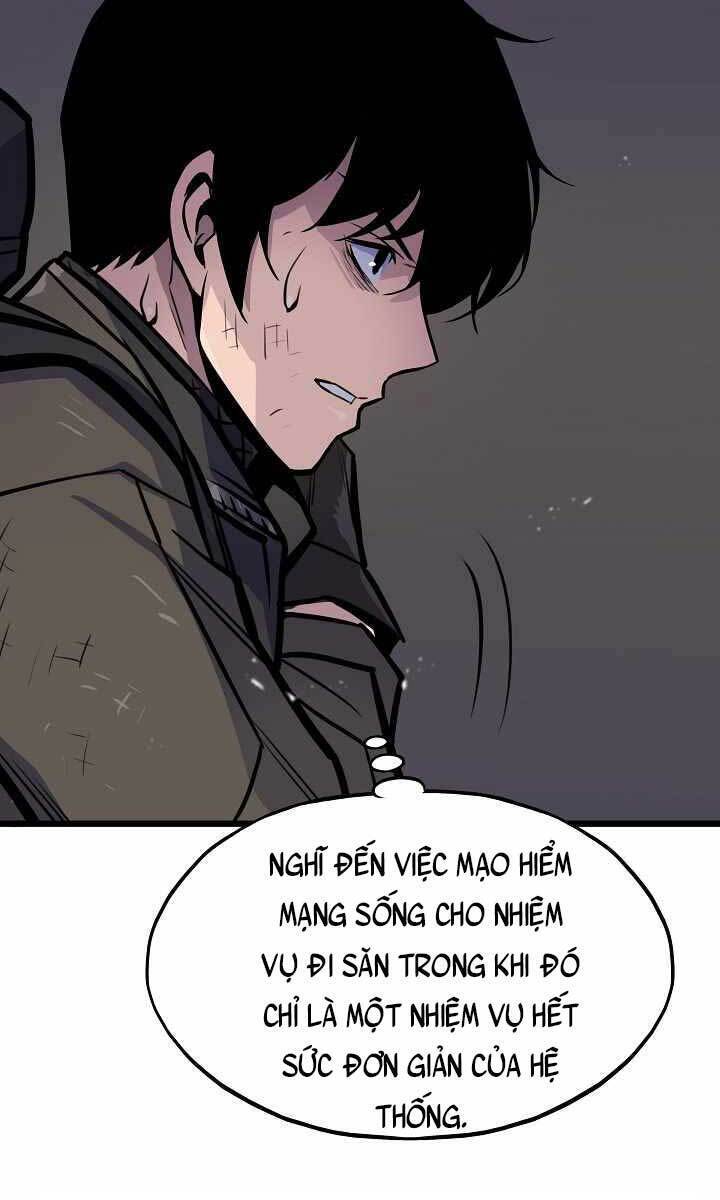 NGHĨ ĐẾN VIỆC MẠO HIỂM
MẠNG SỐNG CHO NHIỆM
VỤ ĐI SĂN TRONG KHI ĐÓ
CHỈ LÀ MỘT NHIỆM VỤ HẾT
SỨC ĐƠN GIẢN CỦA HỆ
THỐNG.